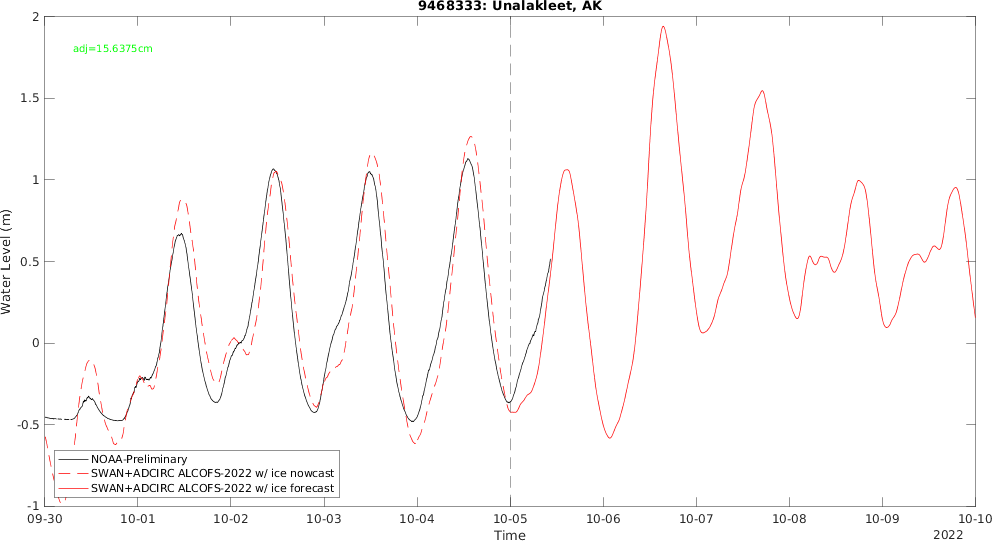 9468333: Unalakleet, AK
adj=15.6375cm
Water Level (m)
2
1.5
1
0.5
0
-0.5
-1
NOAA-Preliminary
SWAN+ADCIRC ALCOFS-2022 w/ ice nowcast
SWAN+ADCIRC ALCOFS-2022 w/ ice forecast
09-30 10-01 10-02 10-03 10-04 10-05 10-06 10-07 10-08 10-09 10-10
Time
2022